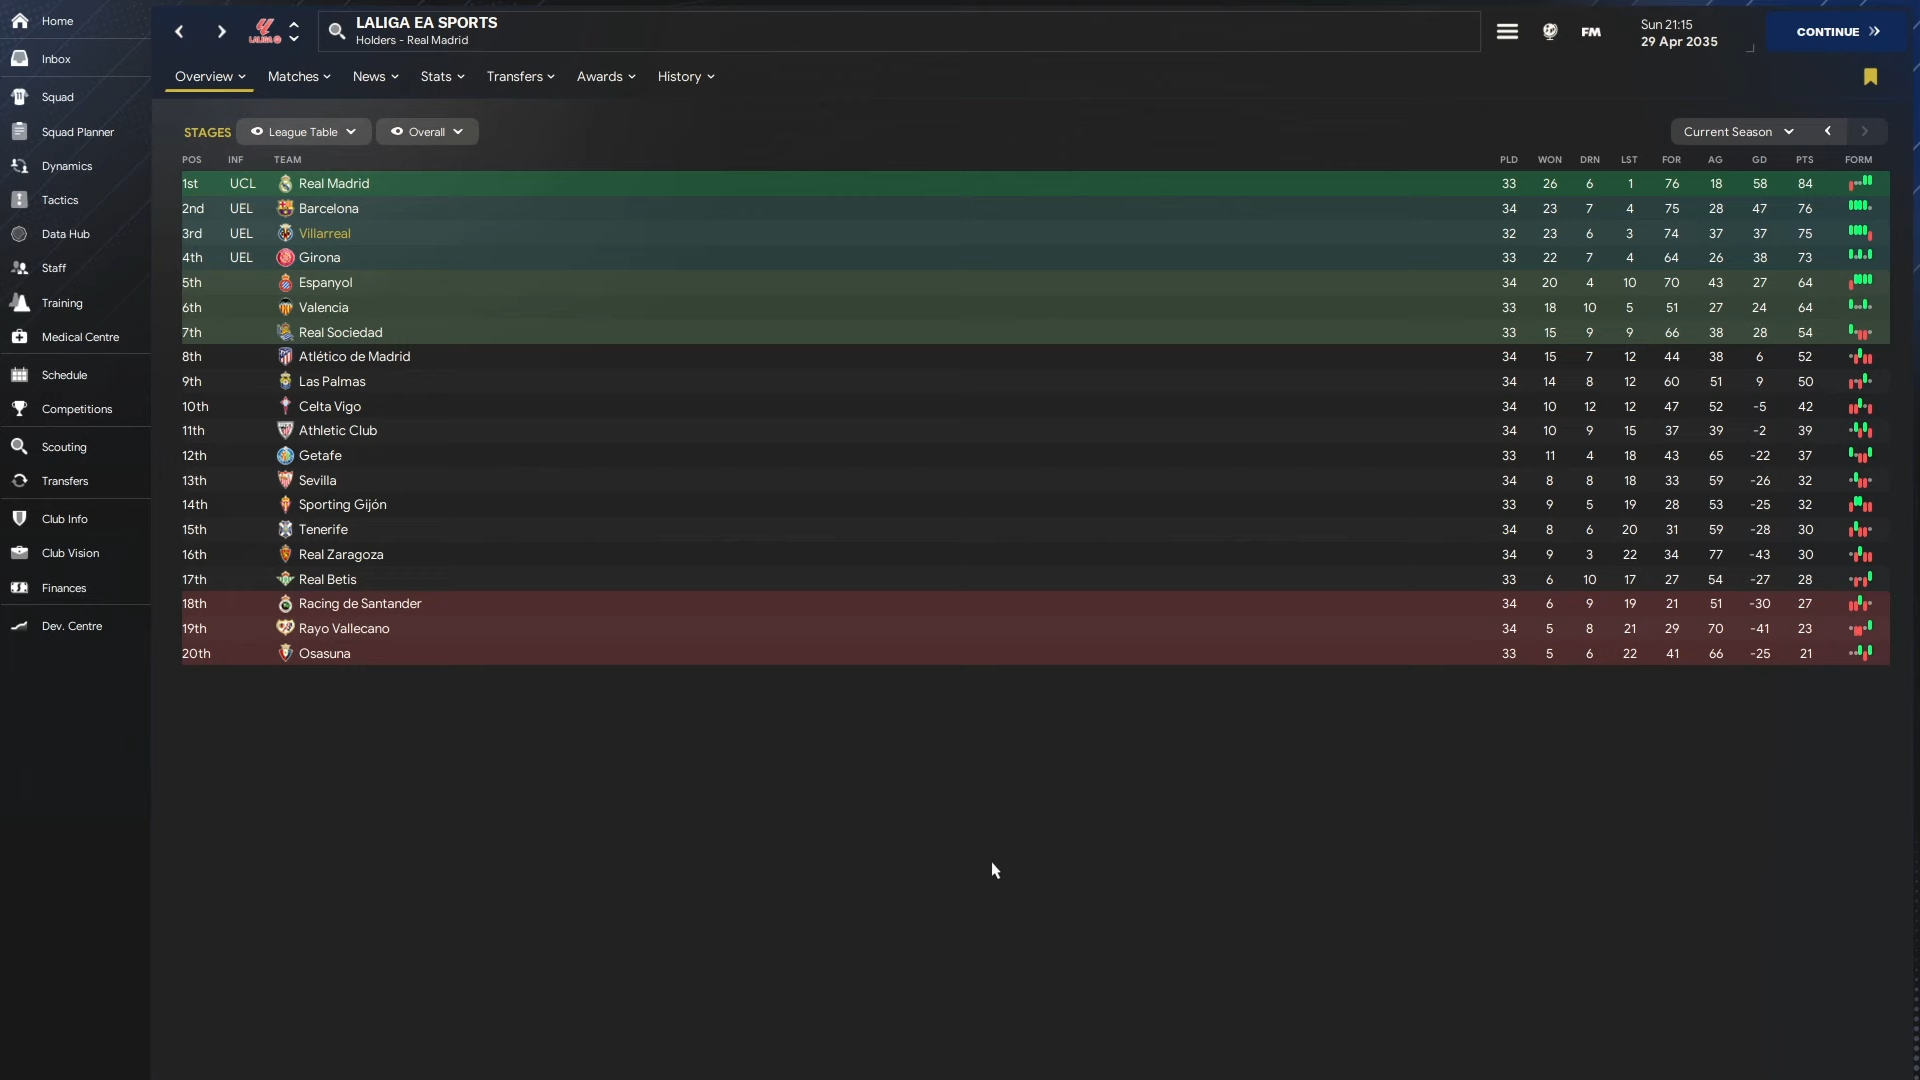 Home
Inbox
Squad
Squad Planner
Dynamics
Tactics
Data Hub
Staff
Training
Medical Centre
Schedule
Competitions
Scouting
Transfers
Club Info
Club Vision
Finances
Dev. Centre
LALIGA EA SPORTS
Holders - Real Madrid
FM
Sun 21:15
29 Apr 2035
CONTINUE
Overview Matches News Stats Transfers Awards History
STAGES League Table Overall Current Season
POS INF TEAM PLD WON DRN LST FOR AG GD PTS FORM
1st UCL Real Madrid 33 26 6 1 76 18 58 84
2nd UEL Barcelona 34 23 7 4 75 28 47 76
3rd UEL Villarreal 32 23 6 3 74 37 37 75
4th UEL Girona 33 22 7 4 64 26 38 73
5th Espanyol 34 20 4 10 70 43 27 64
6th Valencia 33 18 10 5 51 27 24 64
7th Real Sociedad 33 15 9 9 66 38 28 54
8th Atlético de Madrid 34 15 7 12 44 38 6 52
9th Las Palmas 34 14 8 12 60 51 9 50
10th Celta Vigo 34 10 12 12 47 52 -5 42
11th Athletic Club 34 10 9 15 37 39 -2 39
12th Getafe 33 11 4 18 43 65 -22 37
13th Sevilla 34 8 8 18 33 59 -26 32
14th Sporting Gijón 33 9 5 19 28 53 -25 32
15th Tenerife 34 8 6 20 31 59 -28 30
16th Real Zaragoza 34 9 3 22 34 77 -43 30
17th Real Betis 33 6 10 17 27 54 -27 28
18th Racing de Santander 34 6 9 19 21 51 -30 27
19th Rayo Vallecano 34 5 8 21 29 70 -41 23
20th Osasuna 33 5 6 22 41 66 -25 21